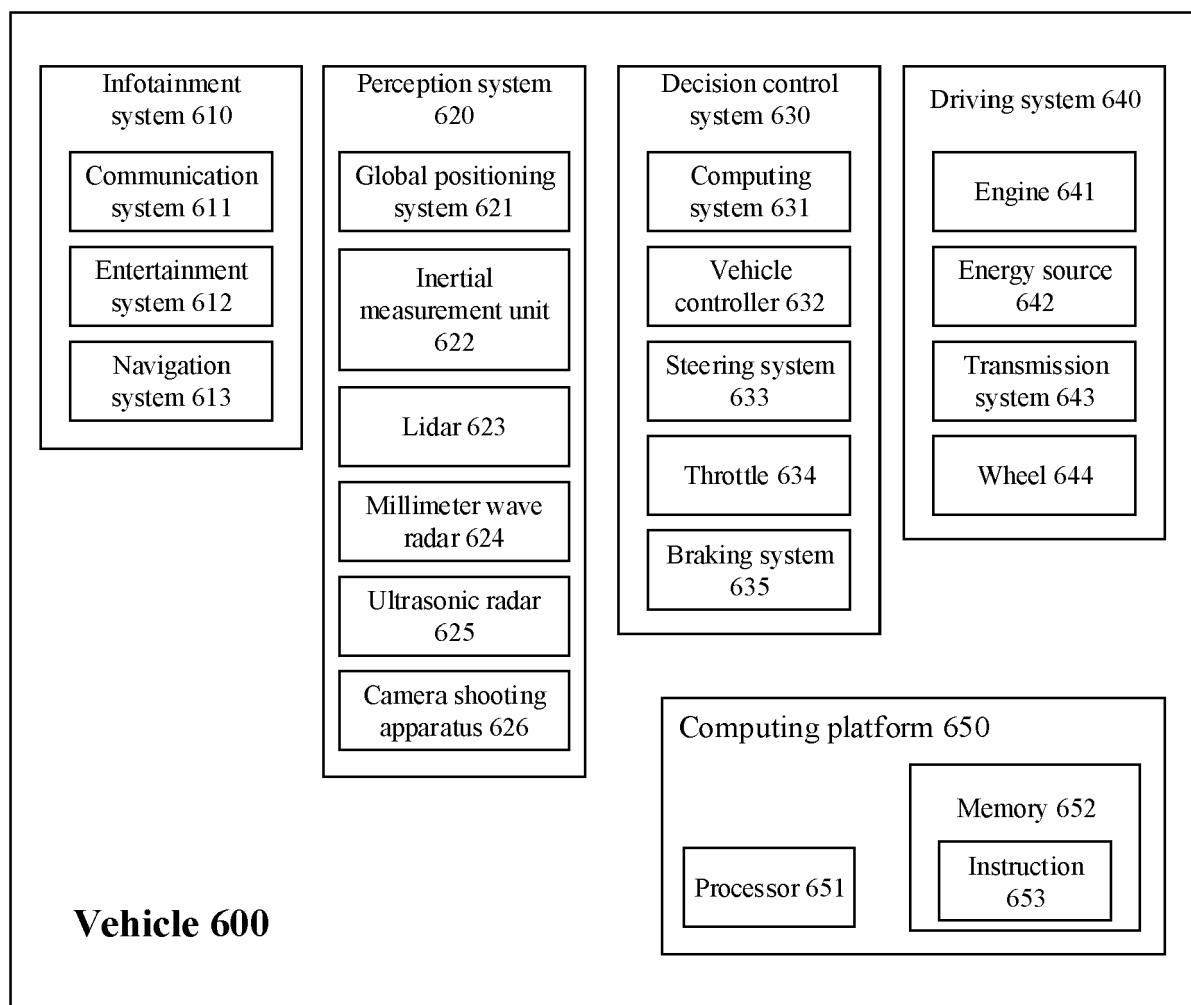 Infotainment
system 610
Communication
system 611
Entertainment
system 612
Navigation
system 613
Perception system
620
Global positioning
system 621
Inertial
measurement unit
622
Lidar 623
Millimeter wave
radar 624
Ultrasonic radar
625
Camera shooting
apparatus 626
Decision control
system 630
Computing
system 631
Vehicle
controller 632
Steering system
633
Throttle 634
Braking system
635
Driving system 640
Engine 641
Energy source
642
Transmission
system 643
Wheel 644
Computing platform 650
Processor 651
Memory 652
Instruction
653
Vehicle 600